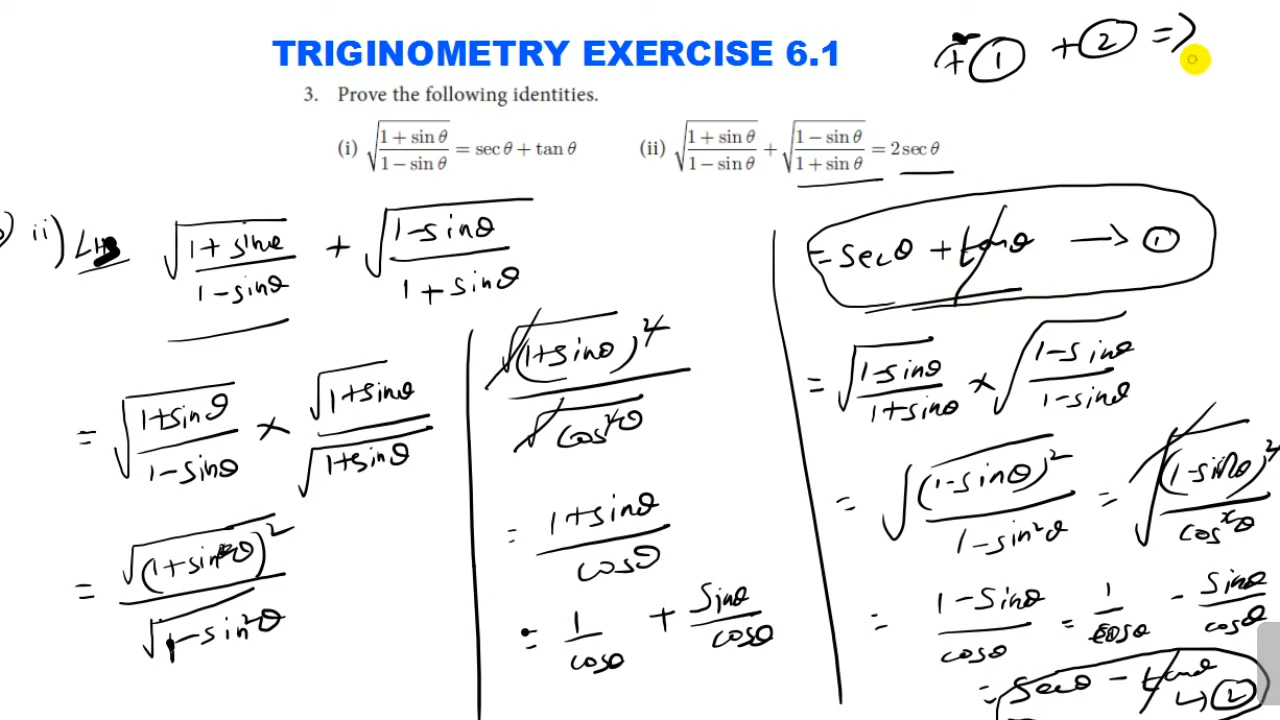 TRIGINOMETRY EXERCISE 6.1
+① + ② =>
3. Prove the following identities.
(i) √((1 + sin θ)/(1 − sin θ)) = sec θ + tan θ (ii) √((1 + sin θ)/(1 − sin θ)) + √((1 − sin θ)/(1 + sin θ)) = 2 sec θ
ii) LHS √((1 + sinθ)/(1 − sinθ)) + √((1 − sinθ)/(1 + sinθ))
= √((1+sinθ)/(1−sinθ)) × √(1+sinθ)/√(1+sinθ)
= √((1+sinθ)²)/√(1−sin²θ)
√((1+sinθ)²)/√(cos²θ)
= (1+sinθ)/cosθ
= 1/cosθ + sinθ/cosθ
= secθ + tanθ → ①
= √((1−sinθ)/(1+sinθ)) × √((1−sinθ)/(1−sinθ))
= √((1−sinθ)²/(1−sin²θ)) = √((1−sinθ)²/cos²θ)
= (1−sinθ)/cosθ = 1/cosθ − sinθ/cosθ
= secθ − tanθ
↳ ②